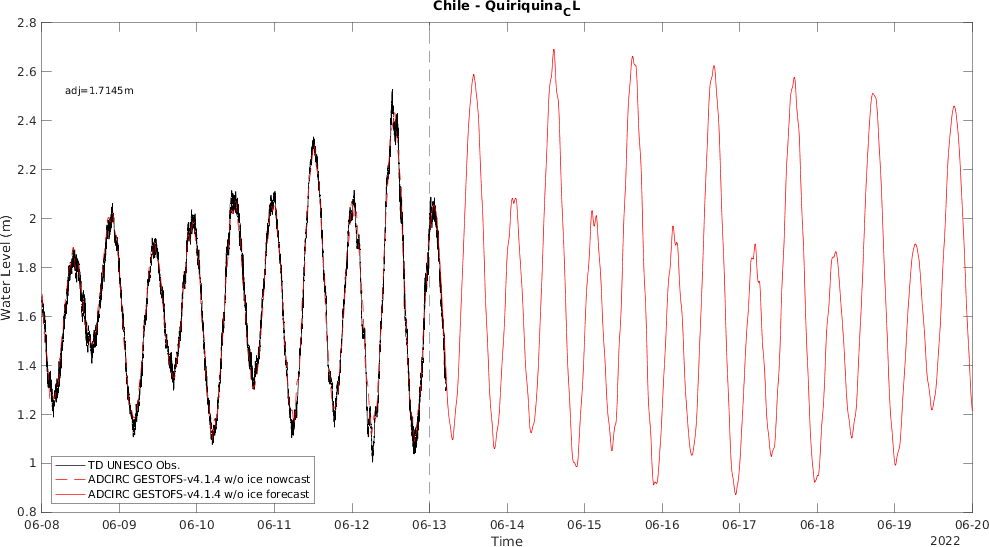 Chile - Quiriquina_CL
2.8
2.6
adj=1.7145m
2.4
2.2
2
1.8
Water Level (m)
1.6
1.4
1.2
1
TD UNESCO Obs.
ADCIRC GESTOFS-v4.1.4 w/o ice nowcast
ADCIRC GESTOFS-v4.1.4 w/o ice forecast
0.8
06-08 06-09 06-10 06-11 06-12 06-13 06-14 06-15 06-16 06-17 06-18 06-19 06-20
Time
2022